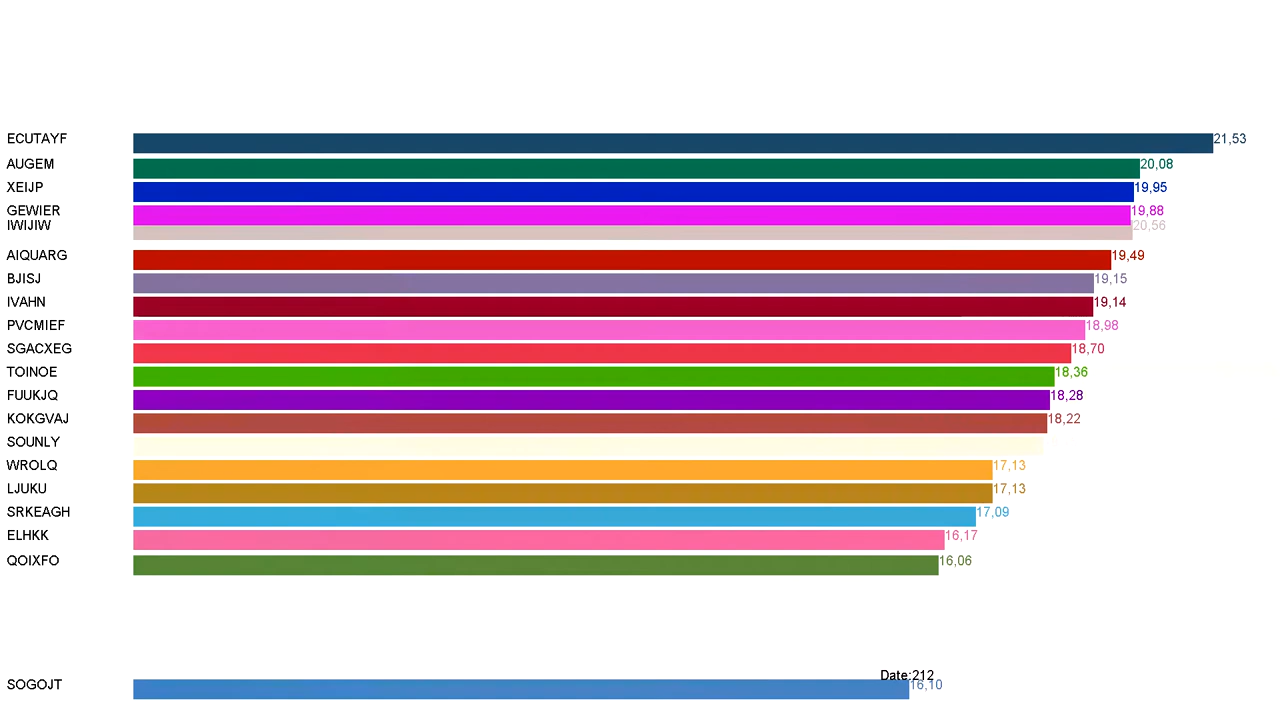 ECUTAYF 21,53
AUGEM 20,08
XEIJP 19,95
GEWIER 19,88
IWIJIW 20,56
AIQUARG 19,49
BJISJ 19,15
IVAHN 19,14
PVCMIEF 18,98
SGACXEG 18,70
TOINOE 18,36
FUUKJQ 18,28
KOKGVAJ 18,22
SOUNLY
WROLQ 17,13
LJUKU 17,13
SRKEAGH 17,09
ELHKK 16,17
QOIXFO 16,06
Date:212
SOGOJT 16,10